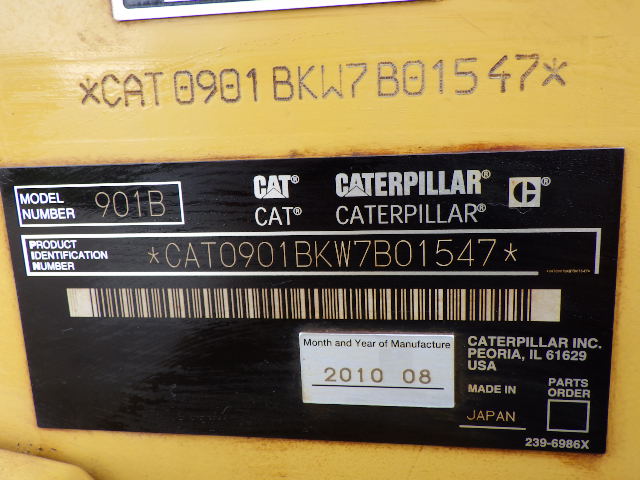 *CAT0901BKW7B01547*
MODEL NUMBER 901B
CAT® CATERPILLAR® C®
CAT® CATERPILLAR®
PRODUCT IDENTIFICATION NUMBER *CAT0901BKW7B01547*
*CAT0901BKW7B01547*
Month and Year of Manufacture
2010 08
CATERPILLAR INC.
PEORIA, IL 61629
USA
MADE IN
JAPAN
PARTS ORDER
239-6986X